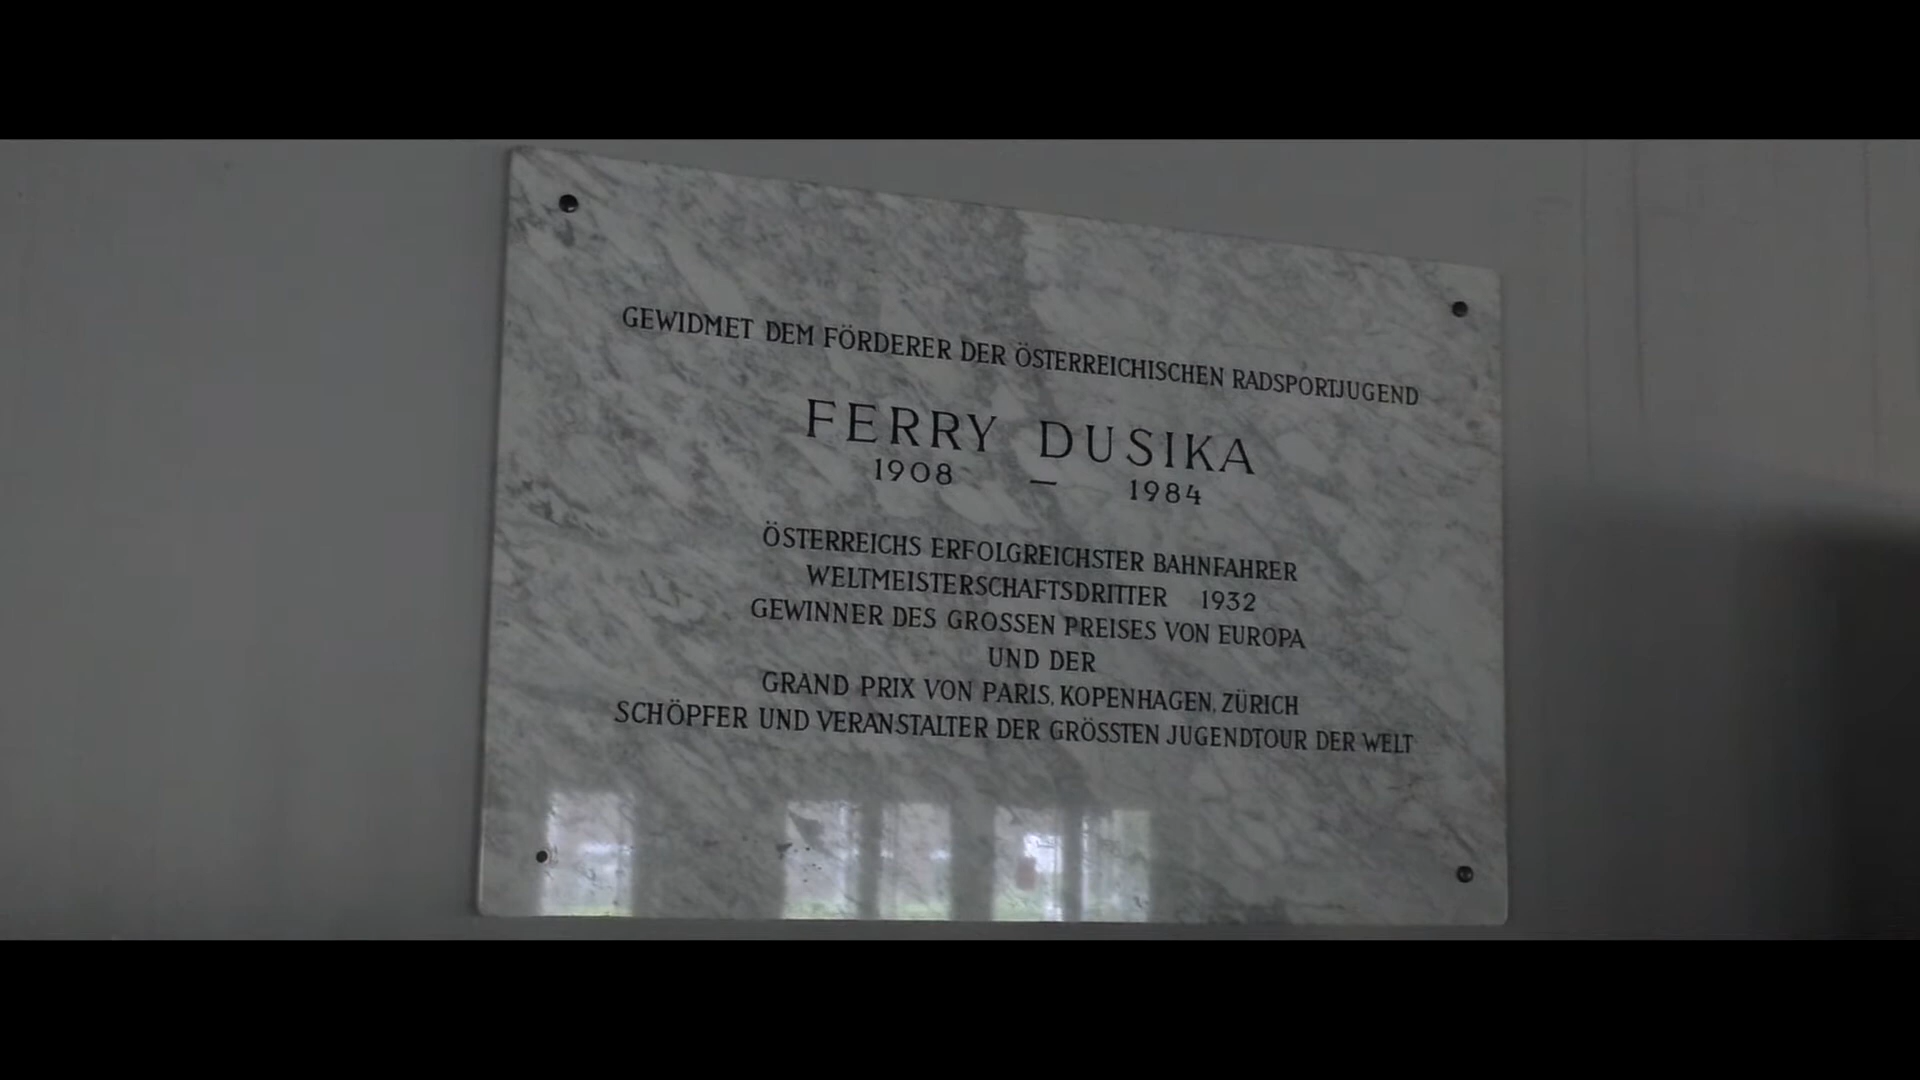 GEWIDMET DEM FÖRDERER DER ÖSTERREICHISCHEN RADSPORTJUGEND
FERRY DUSIKA
1908 – 1984
ÖSTERREICHS ERFOLGREICHSTER BAHNFAHRER
WELTMEISTERSCHAFTSDRITTER 1932
GEWINNER DES GROSSEN PREISES VON EUROPA
UND DER
GRAND PRIX VON PARIS, KOPENHAGEN, ZÜRICH
SCHÖPFER UND VERANSTALTER DER GRÖSSTEN JUGENDTOUR DER WELT